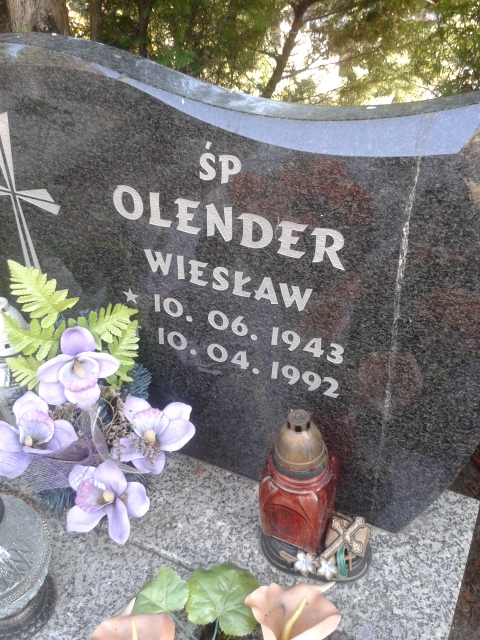 ŚP
OLENDER
WIESŁAW
* 10. 06. 1943
10. 04. 1992